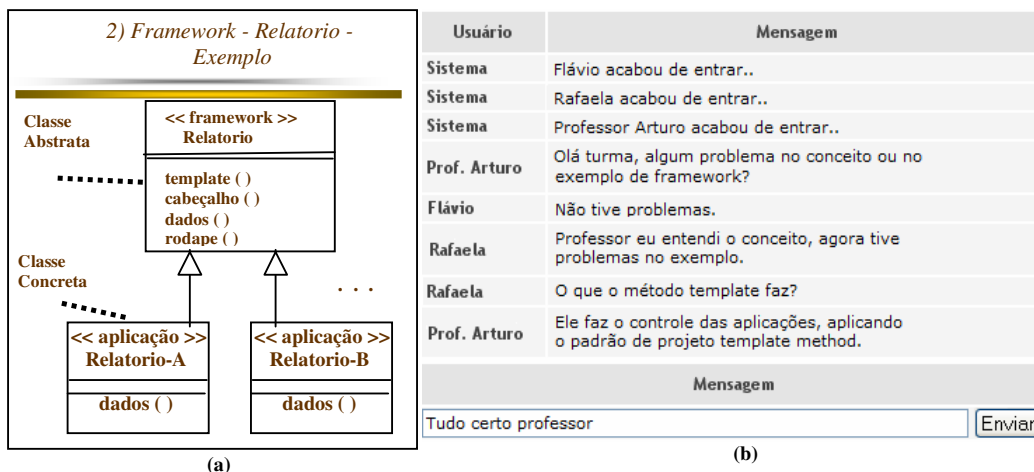 2) Framework - Relatorio -
Exemplo
Classe
Abstrata
<< framework >>
Relatorio
template ( )
cabeçalho ( )
dados ( )
rodape ( )
Classe
Concreta
. . .
<< aplicação >>
Relatorio-A
dados ( )
<< aplicação >>
Relatorio-B
dados ( )
(a)
Usuário Mensagem
Sistema Flávio acabou de entrar..
Sistema Rafaela acabou de entrar..
Sistema Professor Arturo acabou de entrar..
Prof. Arturo Olá turma, algum problema no conceito ou no
exemplo de framework?
Flávio Não tive problemas.
Rafaela Professor eu entendi o conceito, agora tive
problemas no exemplo.
Rafaela O que o método template faz?
Prof. Arturo Ele faz o controle das aplicações, aplicando
o padrão de projeto template method.
Mensagem
Tudo certo professor Enviar
(b)